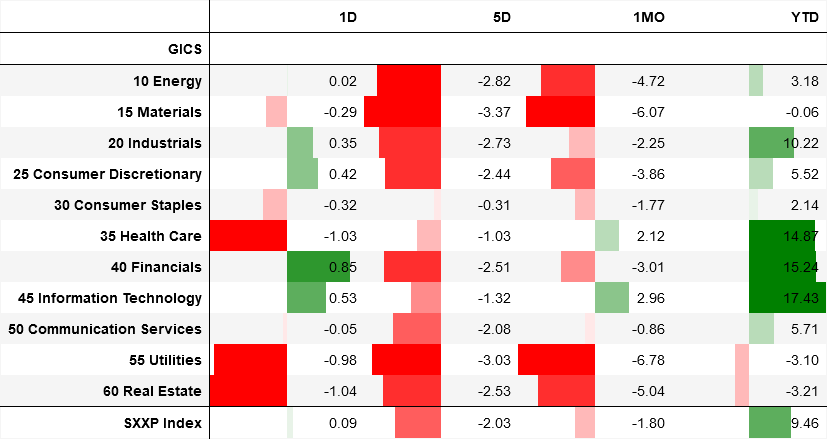 1D 5D 1MO YTD
GICS
10 Energy 0.02 -2.82 -4.72 3.18
15 Materials -0.29 -3.37 -6.07 -0.06
20 Industrials 0.35 -2.73 -2.25 10.22
25 Consumer Discretionary 0.42 -2.44 -3.86 5.52
30 Consumer Staples -0.32 -0.31 -1.77 2.14
35 Health Care -1.03 -1.03 2.12 14.87
40 Financials 0.85 -2.51 -3.01 15.24
45 Information Technology 0.53 -1.32 2.96 17.43
50 Communication Services -0.05 -2.08 -0.86 5.71
55 Utilities -0.98 -3.03 -6.78 -3.10
60 Real Estate -1.04 -2.53 -5.04 -3.21
SXXP Index 0.09 -2.03 -1.80 9.46